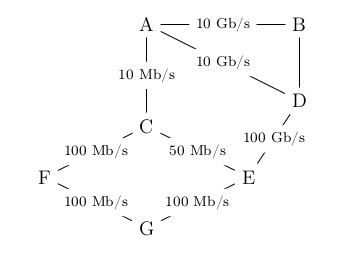 A 10 Gb/s B
10 Gb/s
10 Mb/s
D
C
100 Gb/s
100 Mb/s 50 Mb/s
F E
100 Mb/s 100 Mb/s
G